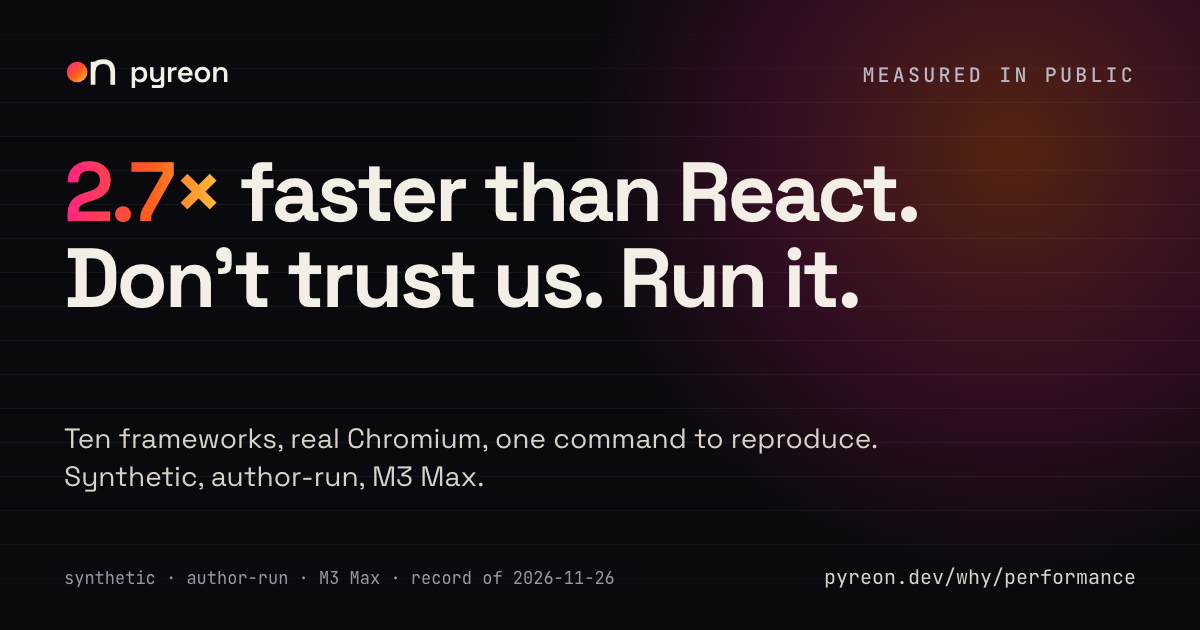 on pyreon
MEASURED IN PUBLIC
2.7× faster than React.
Don’t trust us. Run it.
Ten frameworks, real Chromium, one command to reproduce.
Synthetic, author-run, M3 Max.
synthetic · author-run · M3 Max · record of 2026-11-26
pyreon.dev/why/performance